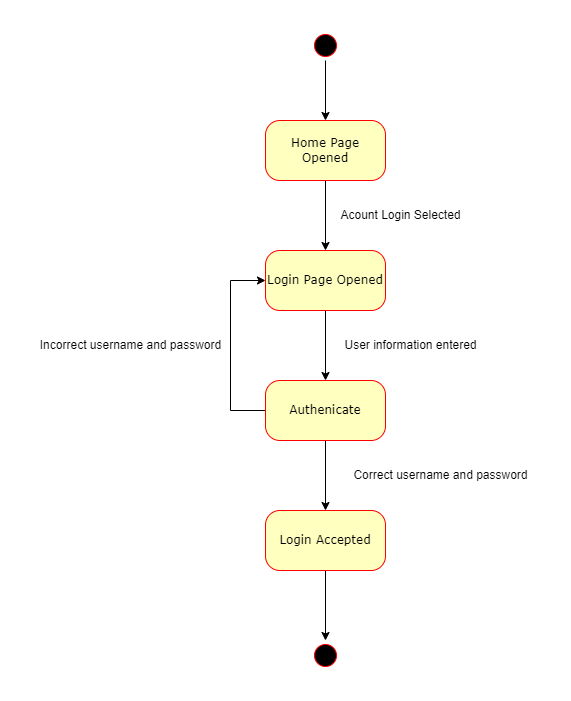 Home Page
Opened
Acount Login Selected
Login Page Opened
Incorrect username and password
User information entered
Authenicate
Correct username and password
Login Accepted